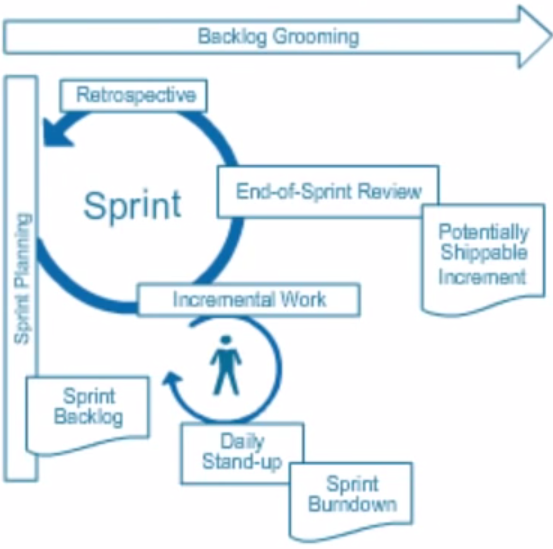 Backlog Grooming
Retrospective
Sprint
End-of-Sprint Review
Potentially
Shippable
Increment
Sprint Planning
Incremental Work
Sprint
Backlog
Daily
Stand-up
Sprint
Burndown